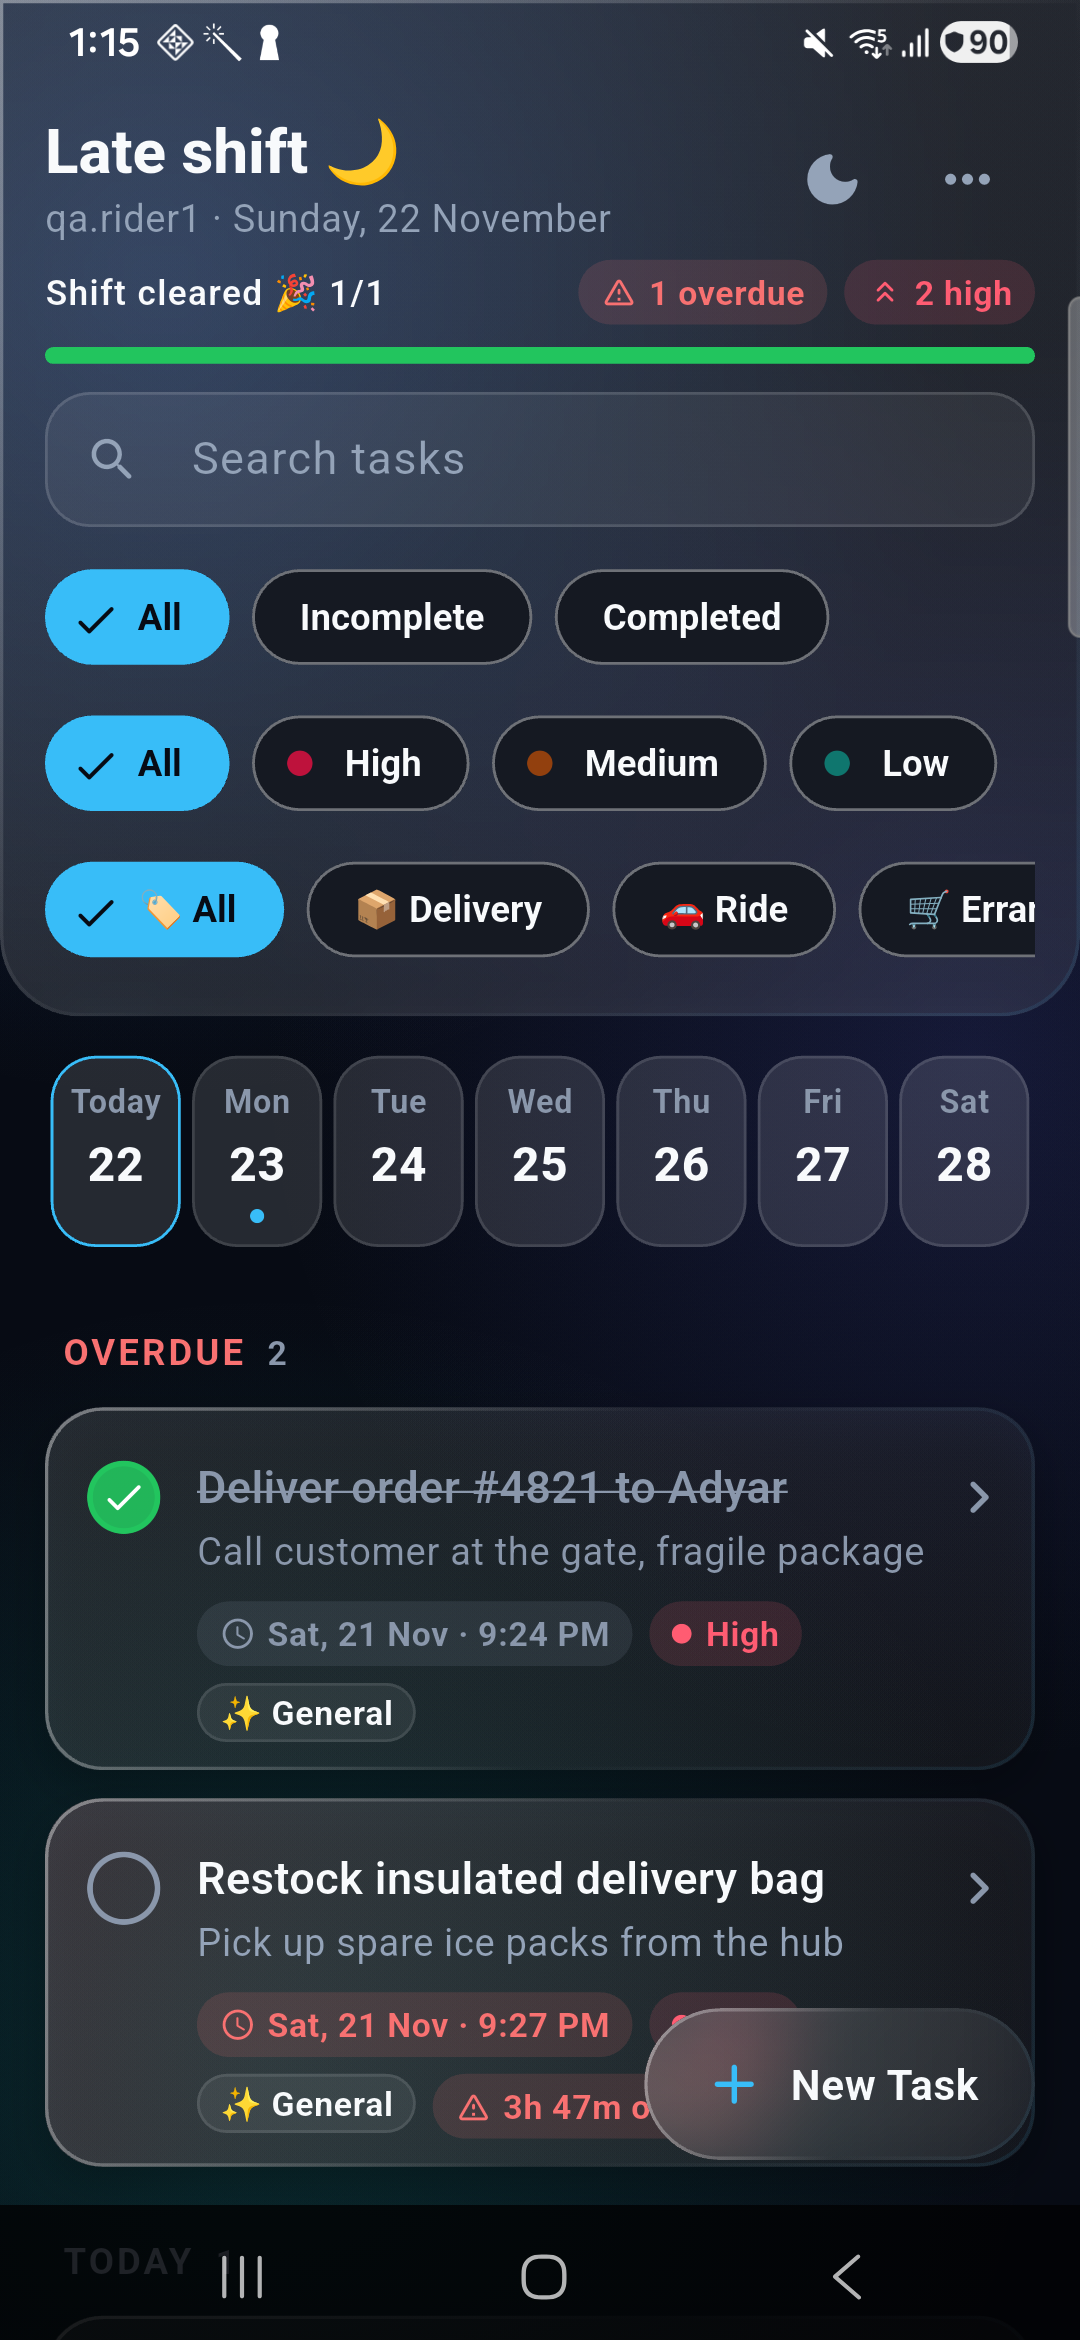 1:15
5
90
Late shift 🌙
qa.rider1 · Sunday, 22 November
Shift cleared 🎉 1/1
1 overdue
2 high
Search tasks
All Incomplete Completed
All High Medium Low
🏷️ All 📦 Delivery 🚗 Ride 🛒 Erran
Today Mon Tue Wed Thu Fri Sat
22 23 24 25 26 27 28
OVERDUE 2
Deliver order #4821 to Adyar
Call customer at the gate, fragile package
Sat, 21 Nov · 9:24 PM High
✨ General
Restock insulated delivery bag
Pick up spare ice packs from the hub
Sat, 21 Nov · 9:27 PM
✨ General 3h 47m o
New Task
TODAY 1